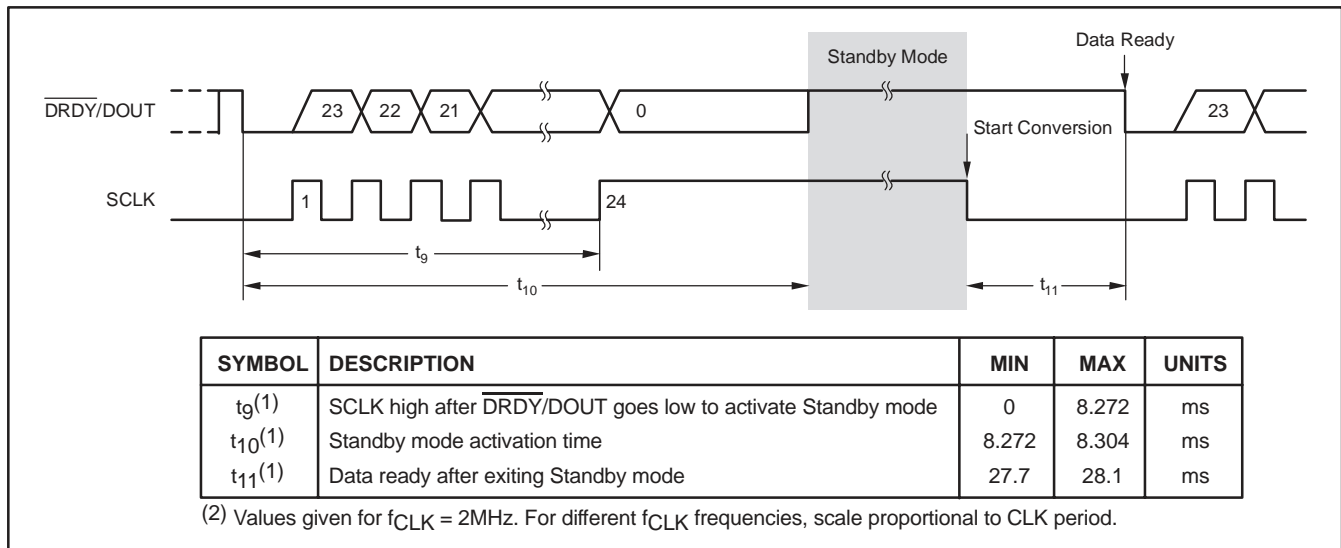 Data Ready
Standby Mode
DRDY/DOUT 23 22 21 0 23
Start Conversion
SCLK 1 24
t9
t10 t11
SYMBOL DESCRIPTION MIN MAX UNITS
t9(1) SCLK high after DRDY/DOUT goes low to activate Standby mode 0 8.272 ms
t10(1) Standby mode activation time 8.272 8.304 ms
t11(1) Data ready after exiting Standby mode 27.7 28.1 ms
(2) Values given for fCLK = 2MHz. For different fCLK frequencies, scale proportional to CLK period.